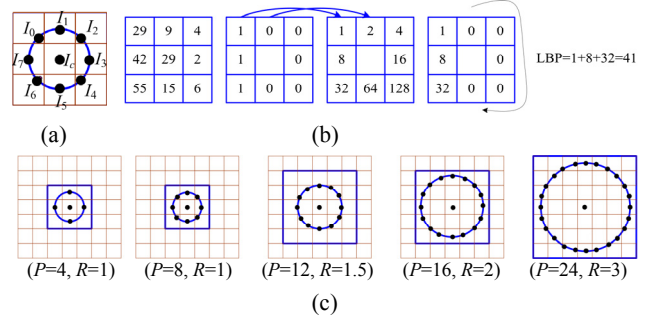 I0 I1 I2
I7 Ic I3
I6 I5 I4
29 9 4
42 29 2
55 15 6
1 0 0
1 0
1 0 0
1 2 4
8 16
32 64 128
1 0 0
8 0
32 0 0
LBP=1+8+32=41
(a) (b)
(P=4, R=1) (P=8, R=1) (P=12, R=1.5) (P=16, R=2) (P=24, R=3)
(c)